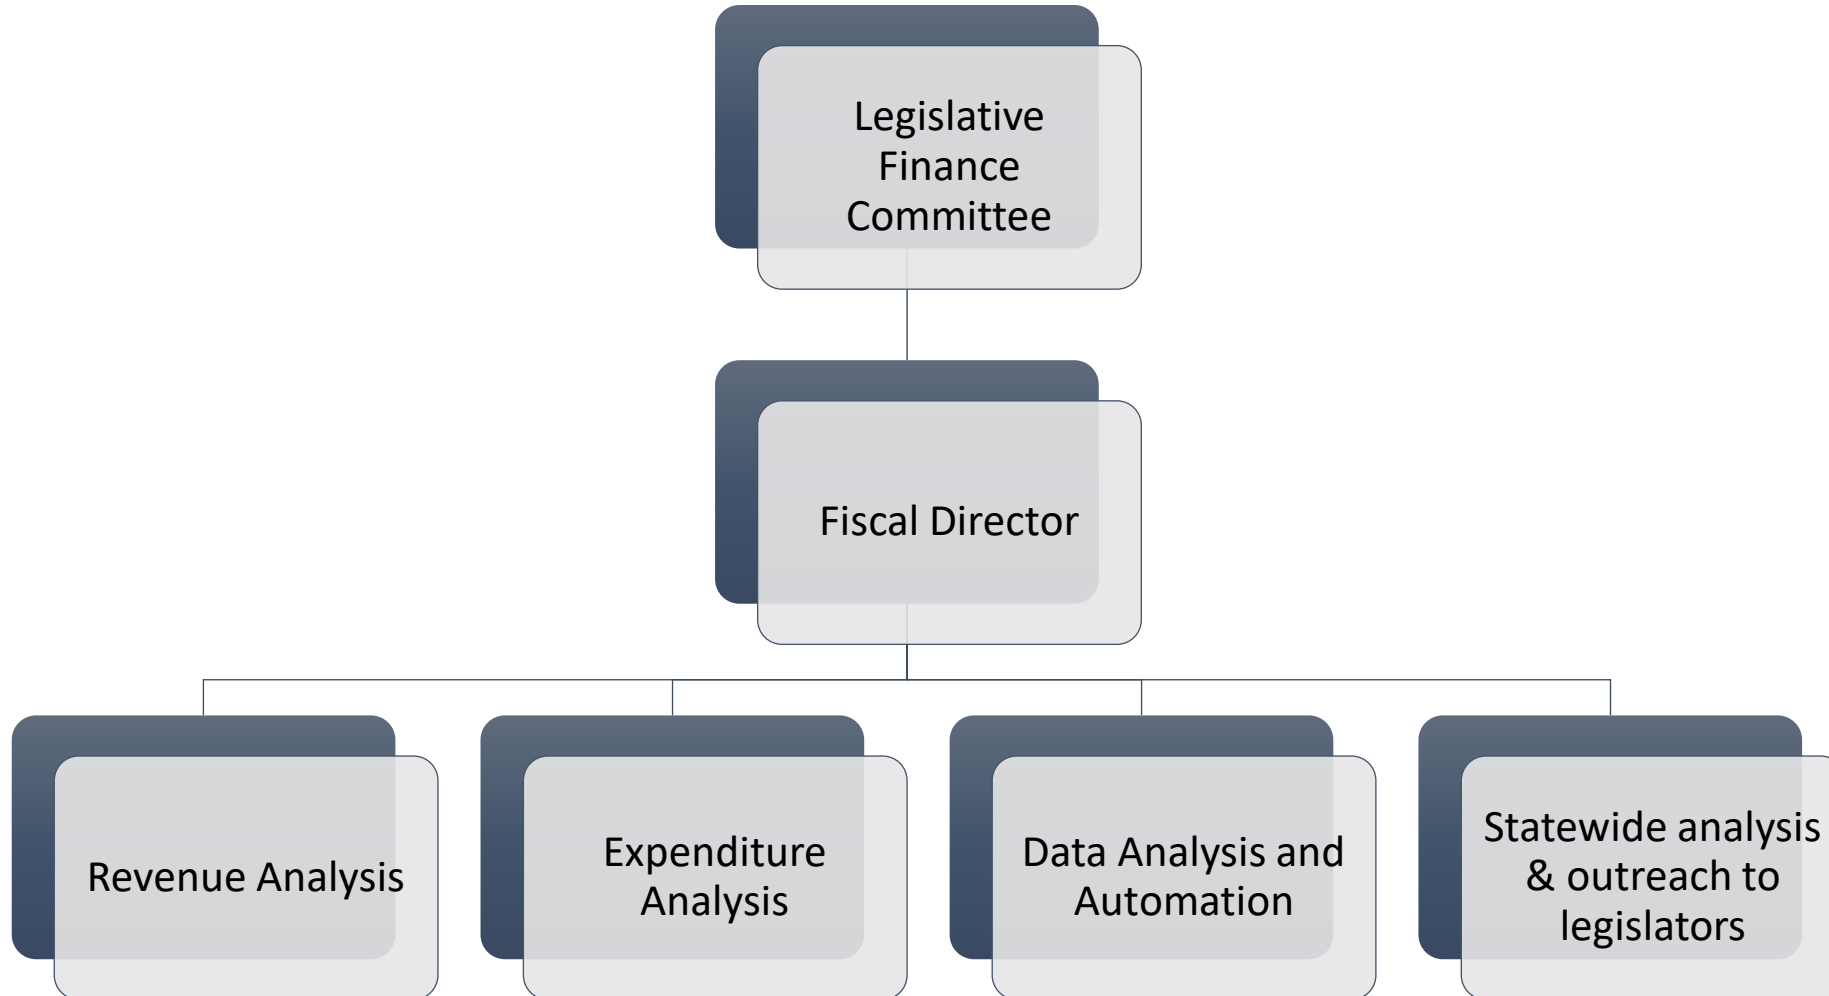 Legislative
Finance
Committee
Fiscal Director
Revenue Analysis
Expenditure
Analysis
Data Analysis and
Automation
Statewide analysis
& outreach to
legislators